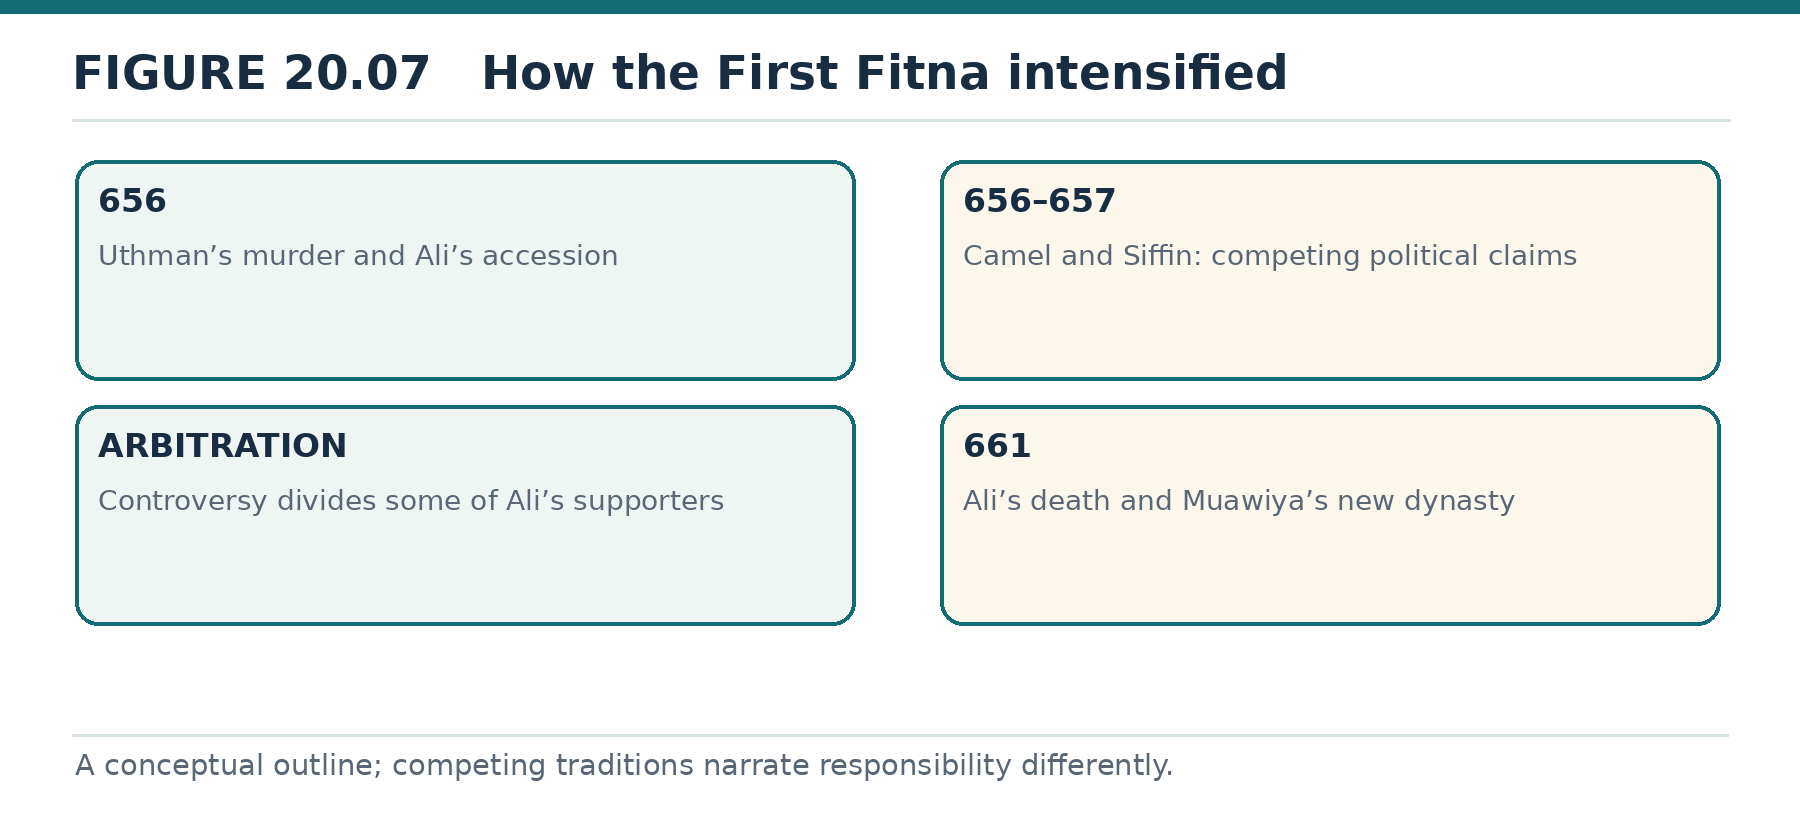 FIGURE 20.07 How the First Fitna intensified
656
Uthman’s murder and Ali’s accession
656–657
Camel and Siffin: competing political claims
ARBITRATION
Controversy divides some of Ali’s supporters
661
Ali’s death and Muawiya’s new dynasty
A conceptual outline; competing traditions narrate responsibility differently.